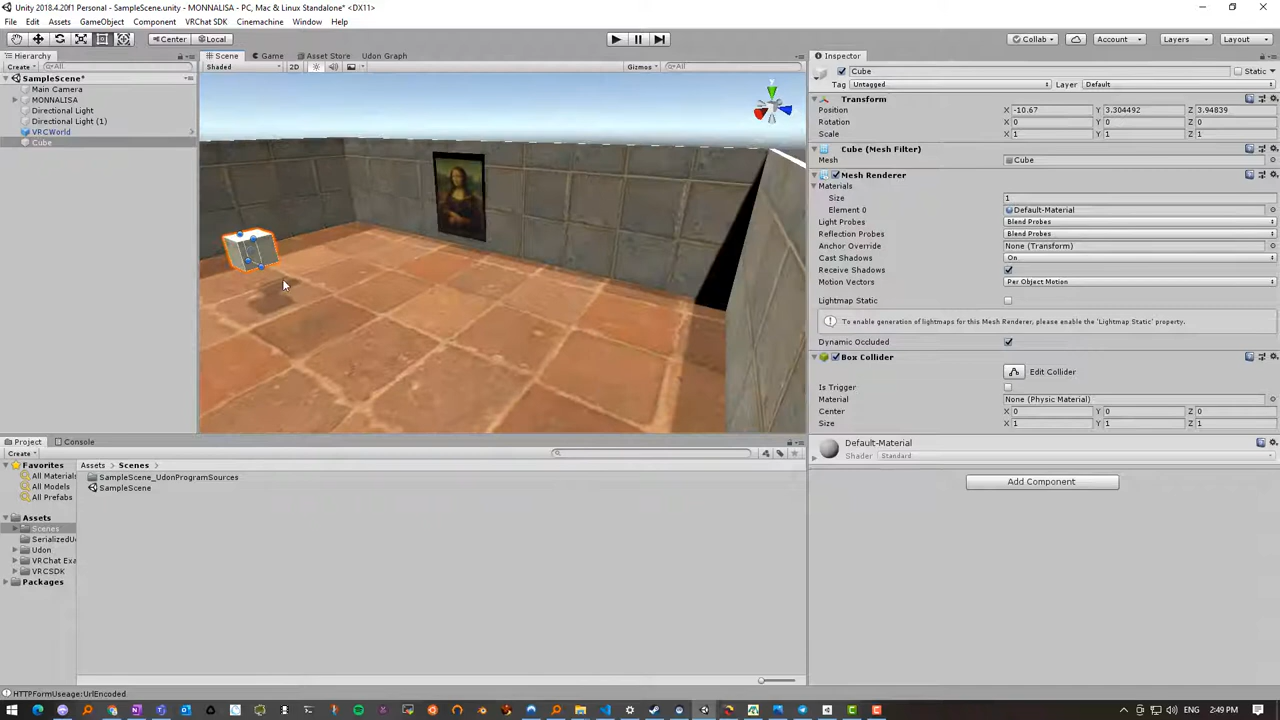 Unity 2018.4.20f1 Personal - SampleScene.unity - MONNALISA - PC, Mac & Linux Standalone* <DX11>
File Edit Assets GameObject Component VRChat SDK Cinemachine Window Help
Center Local Collab Account Layers Layout
Hierarchy
Create All
SampleScene*
Main Camera
MONNALISA
Directional Light
Directional Light (1)
VRCWorld
Cube
Scene Game Asset Store Udon Graph
Shaded 2D Gizmos All
Inspector
Cube Static
Tag Untagged Layer Default
Transform
Position X -10.67 Y 3.304492 Z 3.94839
Rotation X 0 Y 0 Z 0
Scale X 1 Y 1 Z 1
Cube (Mesh Filter)
Mesh Cube
Mesh Renderer
Materials
Size 1
Element 0 Default-Material
Light Probes Blend Probes
Reflection Probes Blend Probes
Anchor Override None (Transform)
Cast Shadows On
Receive Shadows
Motion Vectors Per Object Motion
Lightmap Static
To enable generation of lightmaps for this Mesh Renderer, please enable the 'Lightmap Static' property.
Dynamic Occluded
Box Collider
Edit Collider
Is Trigger
Material None (Physic Material)
Center X 0 Y 0 Z 0
Size X 1 Y 1 Z 1
Default-Material
Shader Standard
Add Component
Project Console
Create
Favorites
All Materials
All Models
All Prefabs
Assets
Scenes
SerializedU
Udon
VRChat Exa
VRCSDK
Packages
Assets > Scenes >
SampleScene_UdonProgramSources
SampleScene
HTTPFormUseage:UrlEncoded
ENG 2:49 PM